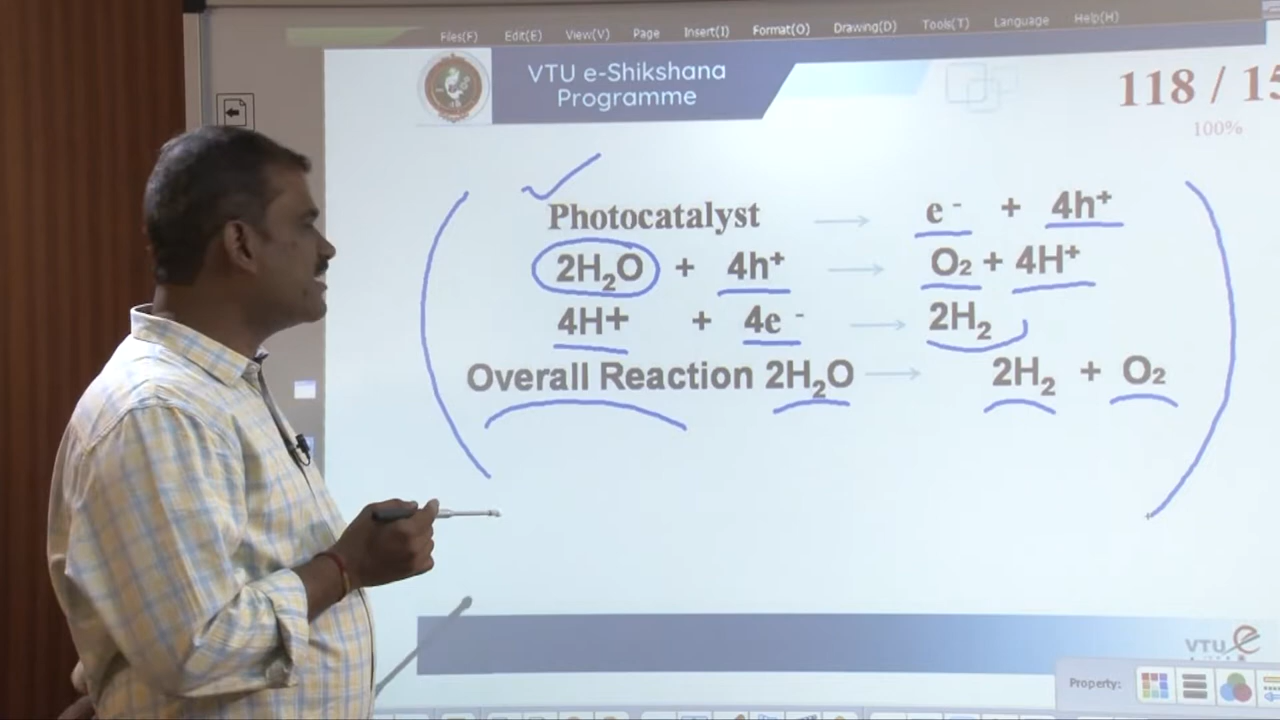 Files(F) Edit(E) View(V) Page Insert(I) Format(O) Drawing(D) Tools(T) Language Help(H)
VTU e-Shikshana
Programme
118 / 15
100%
Photocatalyst → e⁻ + 4h⁺
2H₂O + 4h⁺ → O₂ + 4H⁺
4H+ + 4e⁻ → 2H₂
Overall Reaction 2H₂O → 2H₂ + O₂
VTU e
Property: